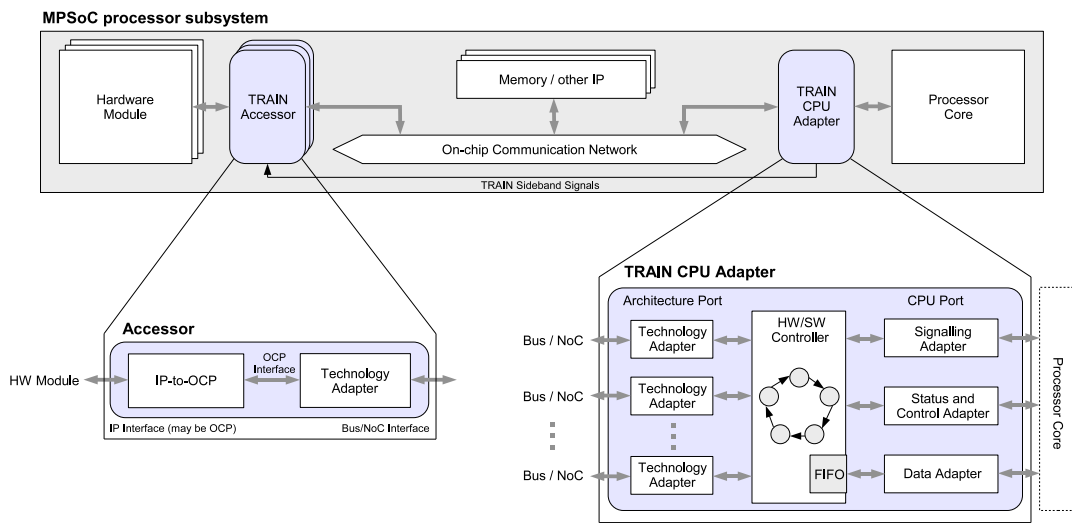 MPSoC processor subsystem
Hardware
Module
TRAIN
Accessor
Memory / other IP
On-chip Communication Network
TRAIN
CPU
Adapter
Processor
Core
TRAIN Sideband Signals
Accessor
HW Module
IP-to-OCP
OCP
Interface
Technology
Adapter
IP Interface (may be OCP)
Bus/NoC Interface
TRAIN CPU Adapter
Architecture Port
CPU Port
Bus / NoC
Technology
Adapter
HW/SW
Controller
Signalling
Adapter
Bus / NoC
Technology
Adapter
Status and
Control Adapter
Bus / NoC
Technology
Adapter
FIFO
Data Adapter
Processor Core